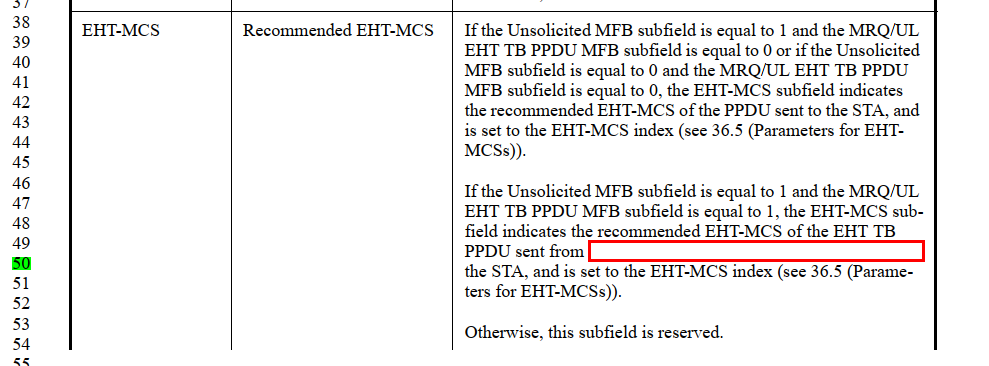 37
38
39
40
41
42
43
44
45
46
47
48
49
50
51
52
53
54
55
EHT-MCS
Recommended EHT-MCS
If the Unsolicited MFB subfield is equal to 1 and the MRQ/UL
EHT TB PPDU MFB subfield is equal to 0 or if the Unsolicited
MFB subfield is equal to 0 and the MRQ/UL EHT TB PPDU
MFB subfield is equal to 0, the EHT-MCS subfield indicates
the recommended EHT-MCS of the PPDU sent to the STA, and
is set to the EHT-MCS index (see 36.5 (Parameters for EHT-
MCSs)).
If the Unsolicited MFB subfield is equal to 1 and the MRQ/UL
EHT TB PPDU MFB subfield is equal to 1, the EHT-MCS sub-
field indicates the recommended EHT-MCS of the EHT TB
PPDU sent from
the STA, and is set to the EHT-MCS index (see 36.5 (Parame-
ters for EHT-MCSs)).
Otherwise, this subfield is reserved.